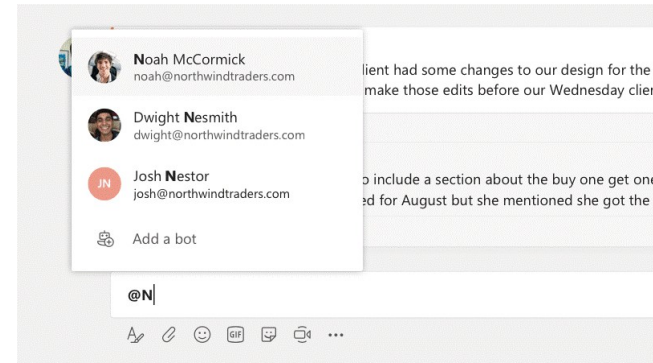 Noah McCormick
noah@northwindtraders.com
lient had some changes to our design for the
make those edits before our Wednesday clier
Dwight Nesmith
dwight@northwindtraders.com
JN
Josh Nestor
josh@northwindtraders.com
o include a section about the buy one get one
ed for August but she mentioned she got the
Add a bot
@N
GIF